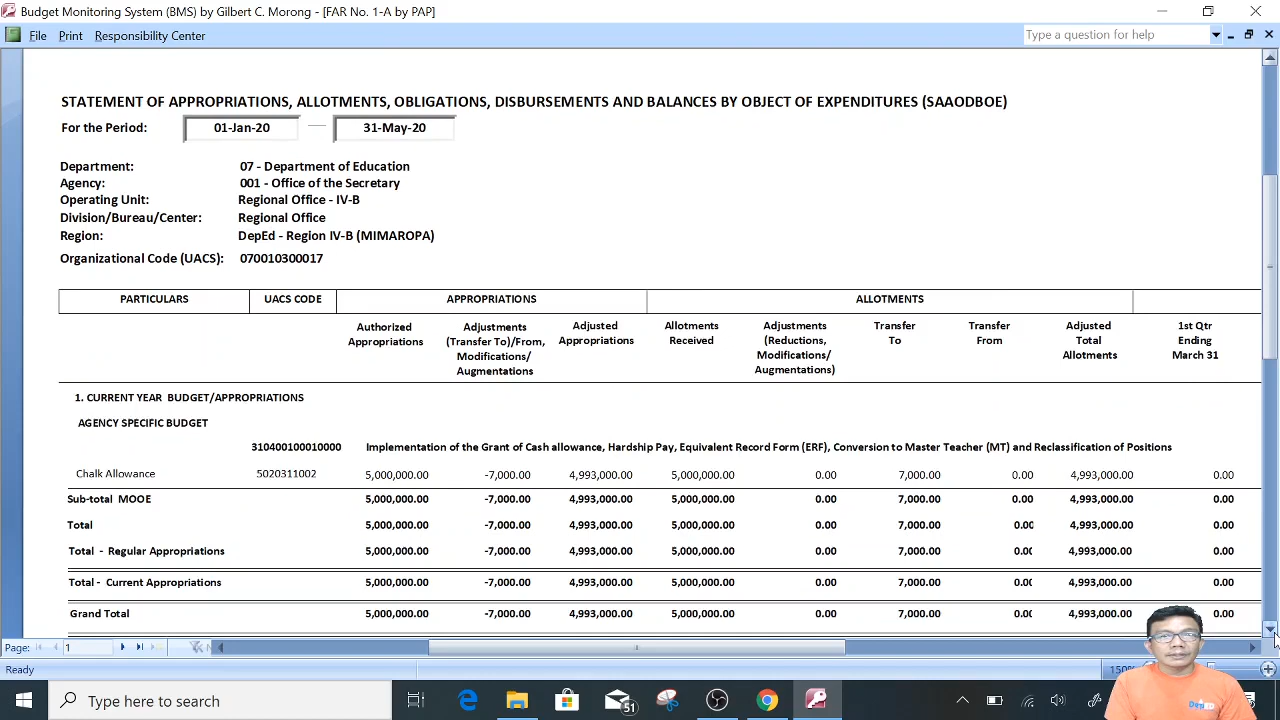 Budget Monitoring System (BMS) by Gilbert C. Morong - [FAR No. 1-A by PAP]
File Print Responsibility Center Type a question for help
STATEMENT OF APPROPRIATIONS, ALLOTMENTS, OBLIGATIONS, DISBURSEMENTS AND BALANCES BY OBJECT OF EXPENDITURES (SAAODBOE)
For the Period: 01-Jan-20 — 31-May-20
Department: 07 - Department of Education
Agency: 001 - Office of the Secretary
Operating Unit: Regional Office - IV-B
Division/Bureau/Center: Regional Office
Region: DepEd - Region IV-B (MIMAROPA)
Organizational Code (UACS): 070010300017
PARTICULARS UACS CODE APPROPRIATIONS ALLOTMENTS
Authorized Adjustments Adjusted Allotments Adjustments Transfer Transfer Adjusted 1st Qtr
Appropriations (Transfer To)/From, Appropriations Received (Reductions, To From Total Ending
Modifications/ Modifications/ Allotments March 31
Augmentations Augmentations)
1. CURRENT YEAR BUDGET/APPROPRIATIONS
AGENCY SPECIFIC BUDGET
310400100010000 Implementation of the Grant of Cash allowance, Hardship Pay, Equivalent Record Form (ERF), Conversion to Master Teacher (MT) and Reclassification of Positions
Chalk Allowance 5020311002 5,000,000.00 -7,000.00 4,993,000.00 5,000,000.00 0.00 7,000.00 0.00 4,993,000.00 0.00
Sub-total MOOE 5,000,000.00 -7,000.00 4,993,000.00 5,000,000.00 0.00 7,000.00 0.00 4,993,000.00 0.00
Total 5,000,000.00 -7,000.00 4,993,000.00 5,000,000.00 0.00 7,000.00 0.00 4,993,000.00 0.00
Total - Regular Appropriations 5,000,000.00 -7,000.00 4,993,000.00 5,000,000.00 0.00 7,000.00 0.00 4,993,000.00 0.00
Total - Current Appropriations 5,000,000.00 -7,000.00 4,993,000.00 5,000,000.00 0.00 7,000.00 0.00 4,993,000.00 0.00
Grand Total 5,000,000.00 -7,000.00 4,993,000.00 5,000,000.00 0.00 7,000.00 0.00 4,993,000.00 0.00
Page: 1
Ready 150%
Type here to search 51
DepEd